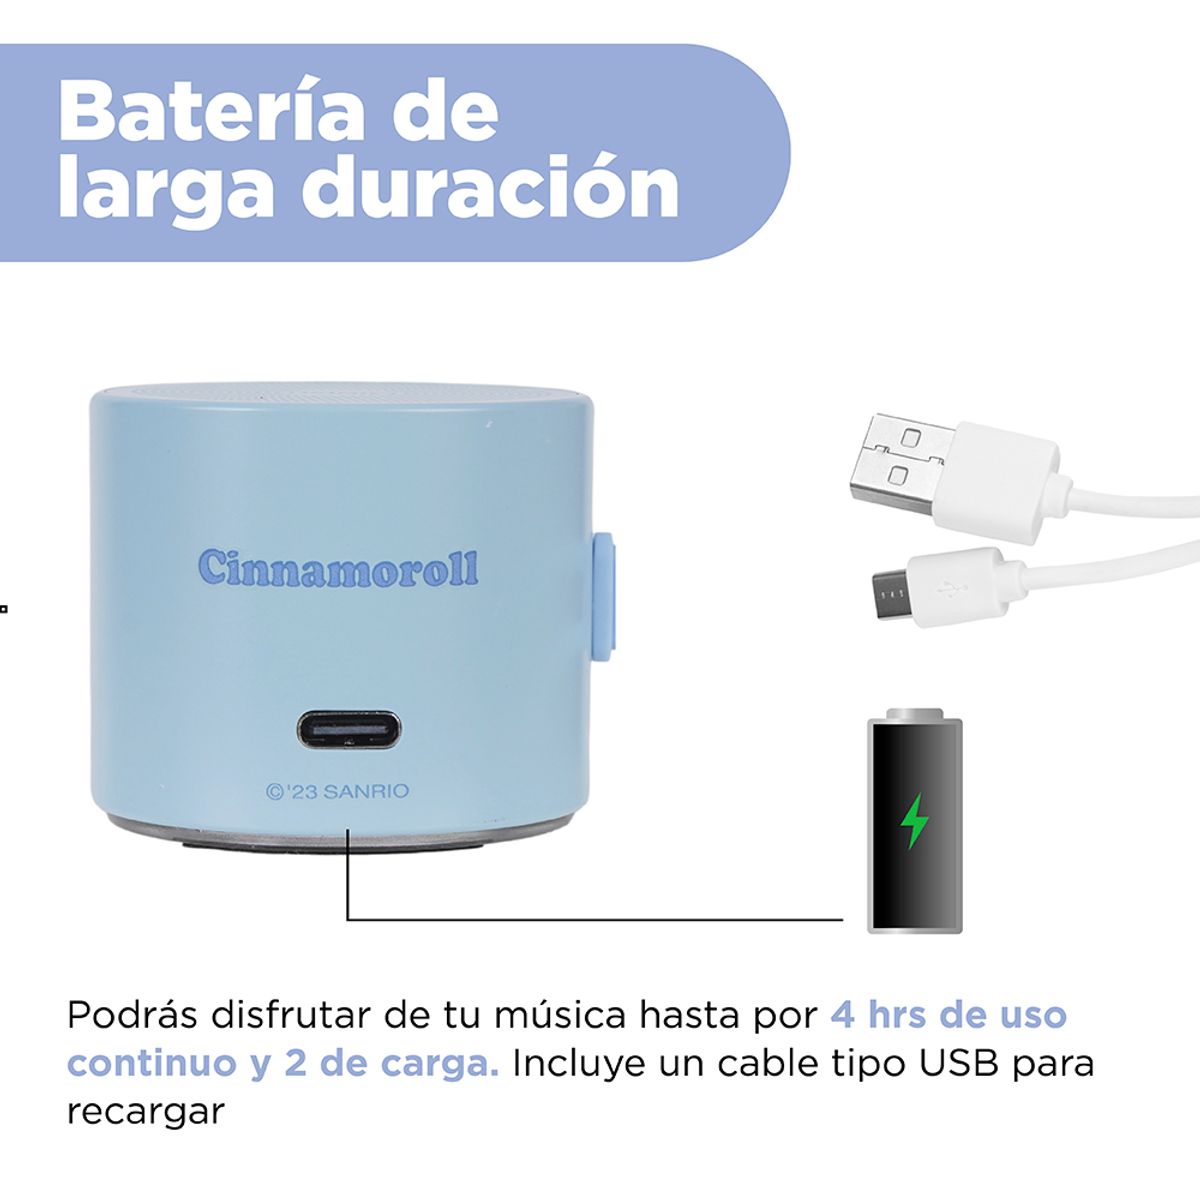 Batería de
larga duración
Cinnamoroll
©'23 SANRIO
Podrás disfrutar de tu música hasta por 4 hrs de uso
continuo y 2 de carga. Incluye un cable tipo USB para
recargar